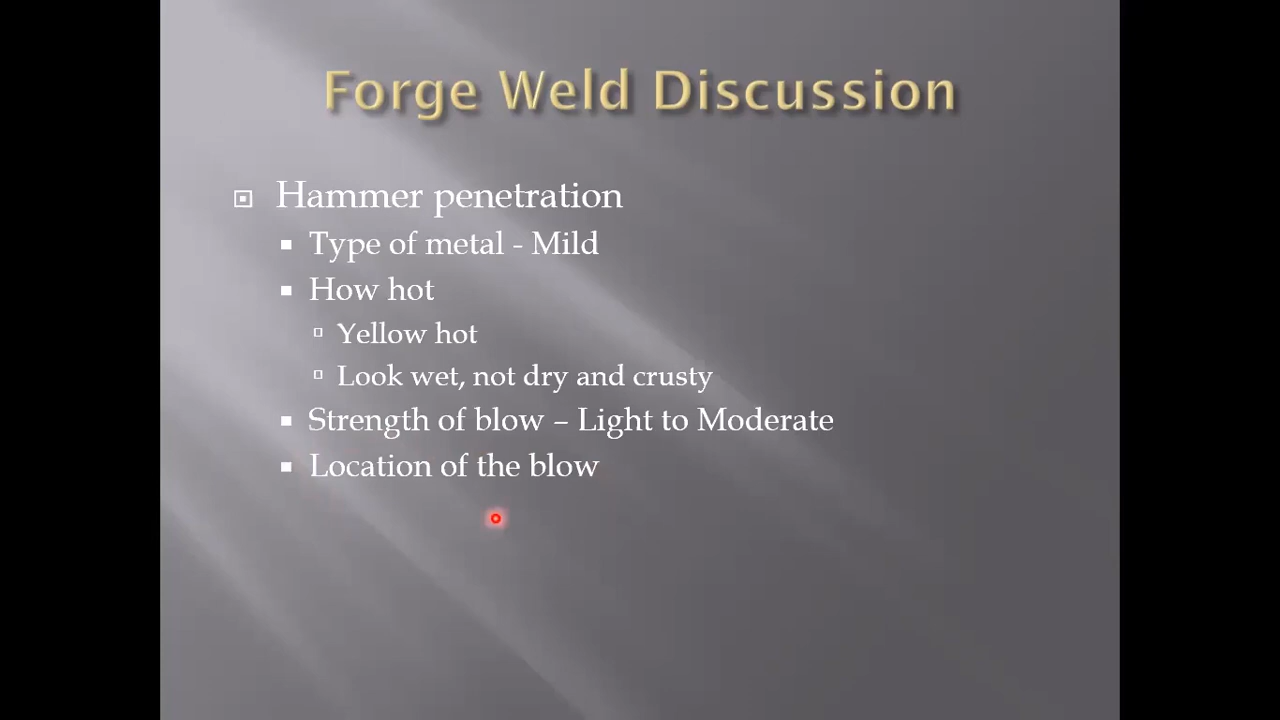 Forge Weld Discussion
Hammer penetration
Type of metal - Mild
How hot
Yellow hot
Look wet, not dry and crusty
Strength of blow – Light to Moderate
Location of the blow